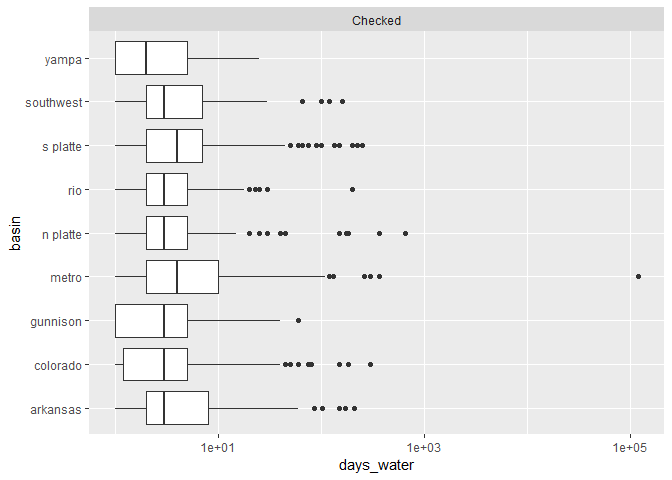 Checked
yampa
southwest
s platte
rio
n platte
metro
gunnison
colorado
arkansas
basin
1e+01
1e+03
1e+05
days_water